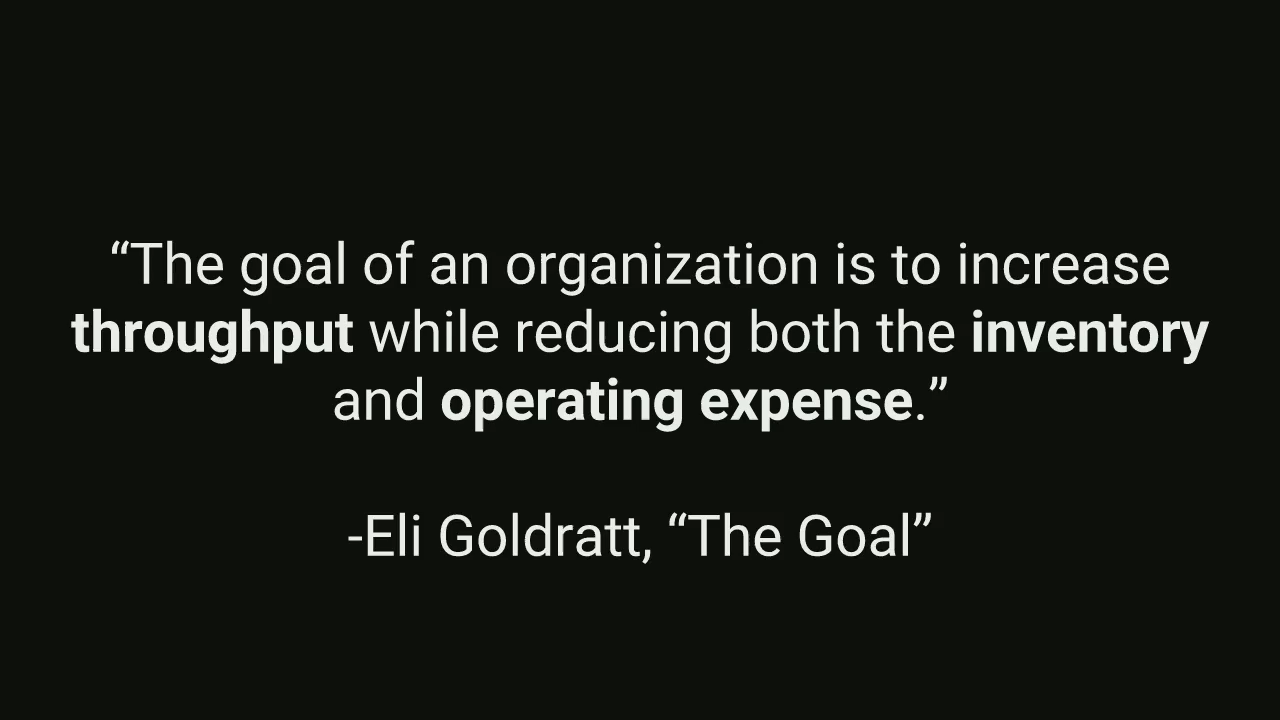 “The goal of an organization is to increase
throughput while reducing both the inventory
and operating expense.”
-Eli Goldratt, “The Goal”